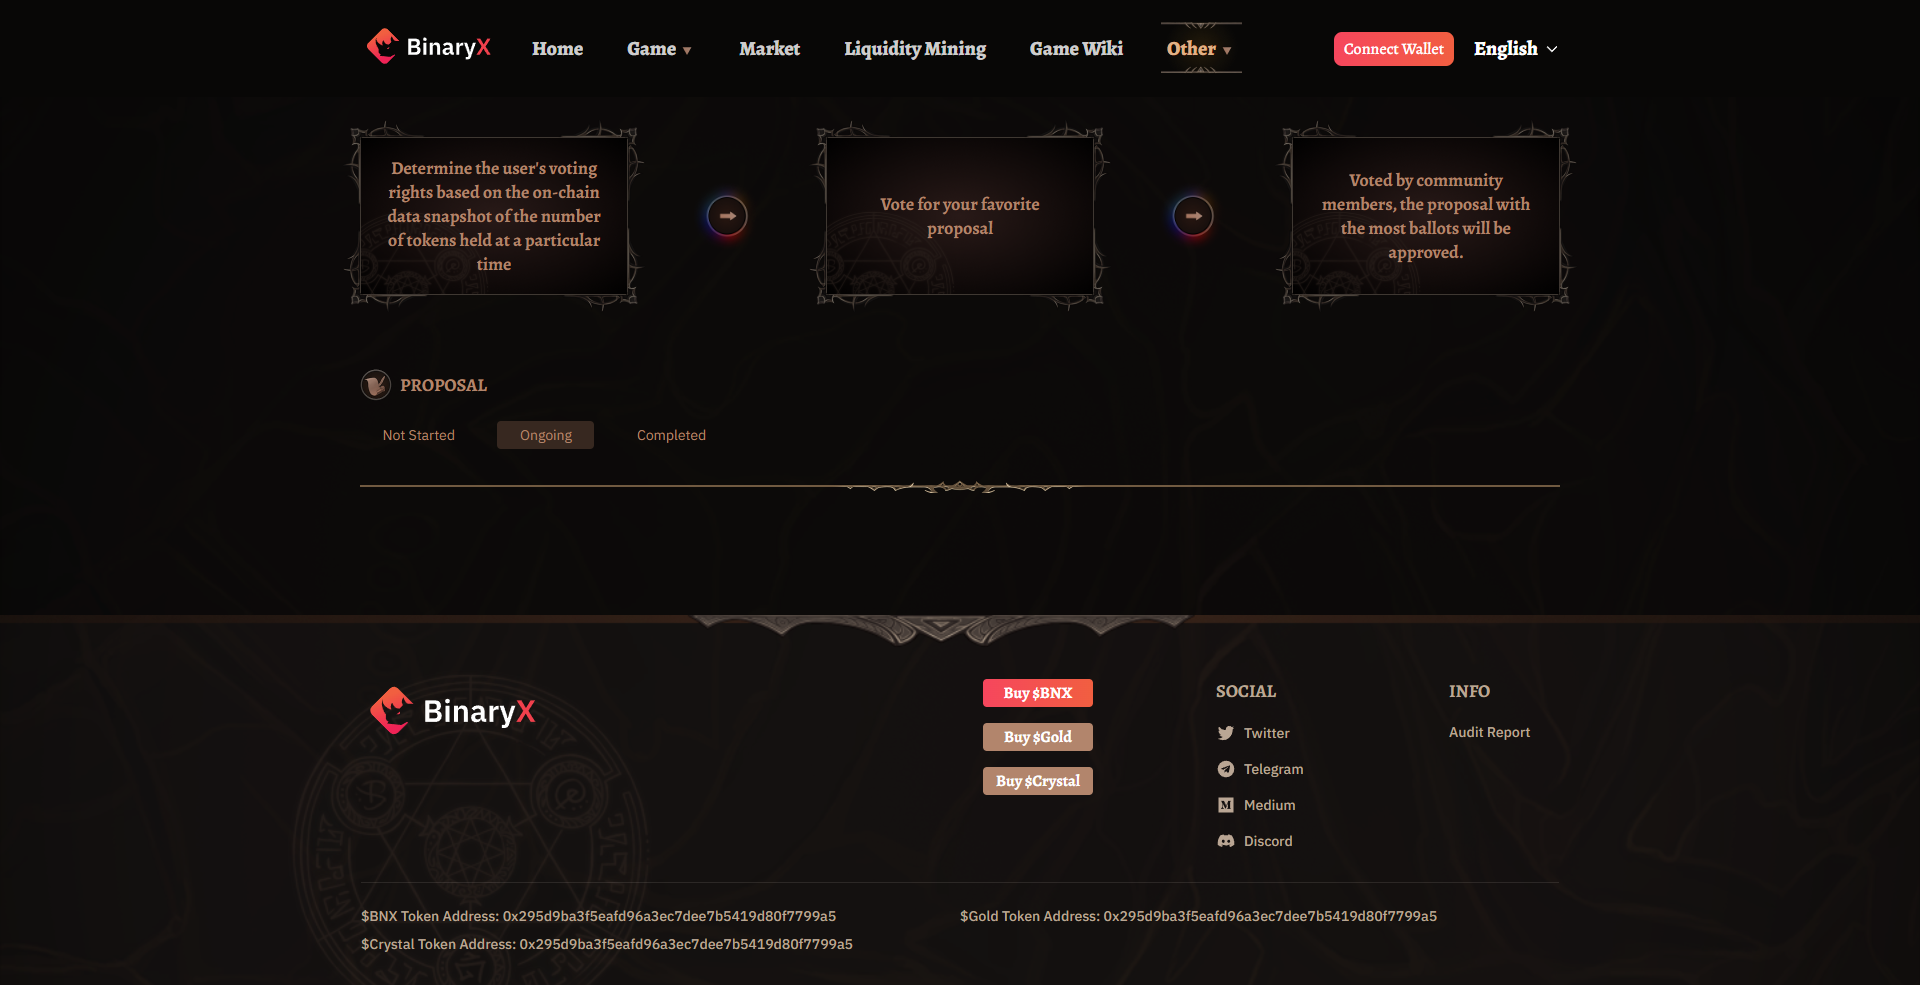 BinaryX
Home
Game
Market
Liquidity Mining
Game Wiki
Other
Connect Wallet
English
Determine the user's voting
rights based on the on-chain
data snapshot of the number
of tokens held at a particular
time
Vote for your favorite
proposal
Voted by community
members, the proposal with
the most ballots will be
approved.
PROPOSAL
Not Started
Ongoing
Completed
BinaryX
Buy $BNX
Buy $Gold
Buy $Crystal
SOCIAL
Twitter
Telegram
Medium
Discord
INFO
Audit Report
$BNX Token Address: 0x295d9ba3f5eafd96a3ec7dee7b5419d80f7799a5
$Gold Token Address: 0x295d9ba3f5eafd96a3ec7dee7b5419d80f7799a5
$Crystal Token Address: 0x295d9ba3f5eafd96a3ec7dee7b5419d80f7799a5